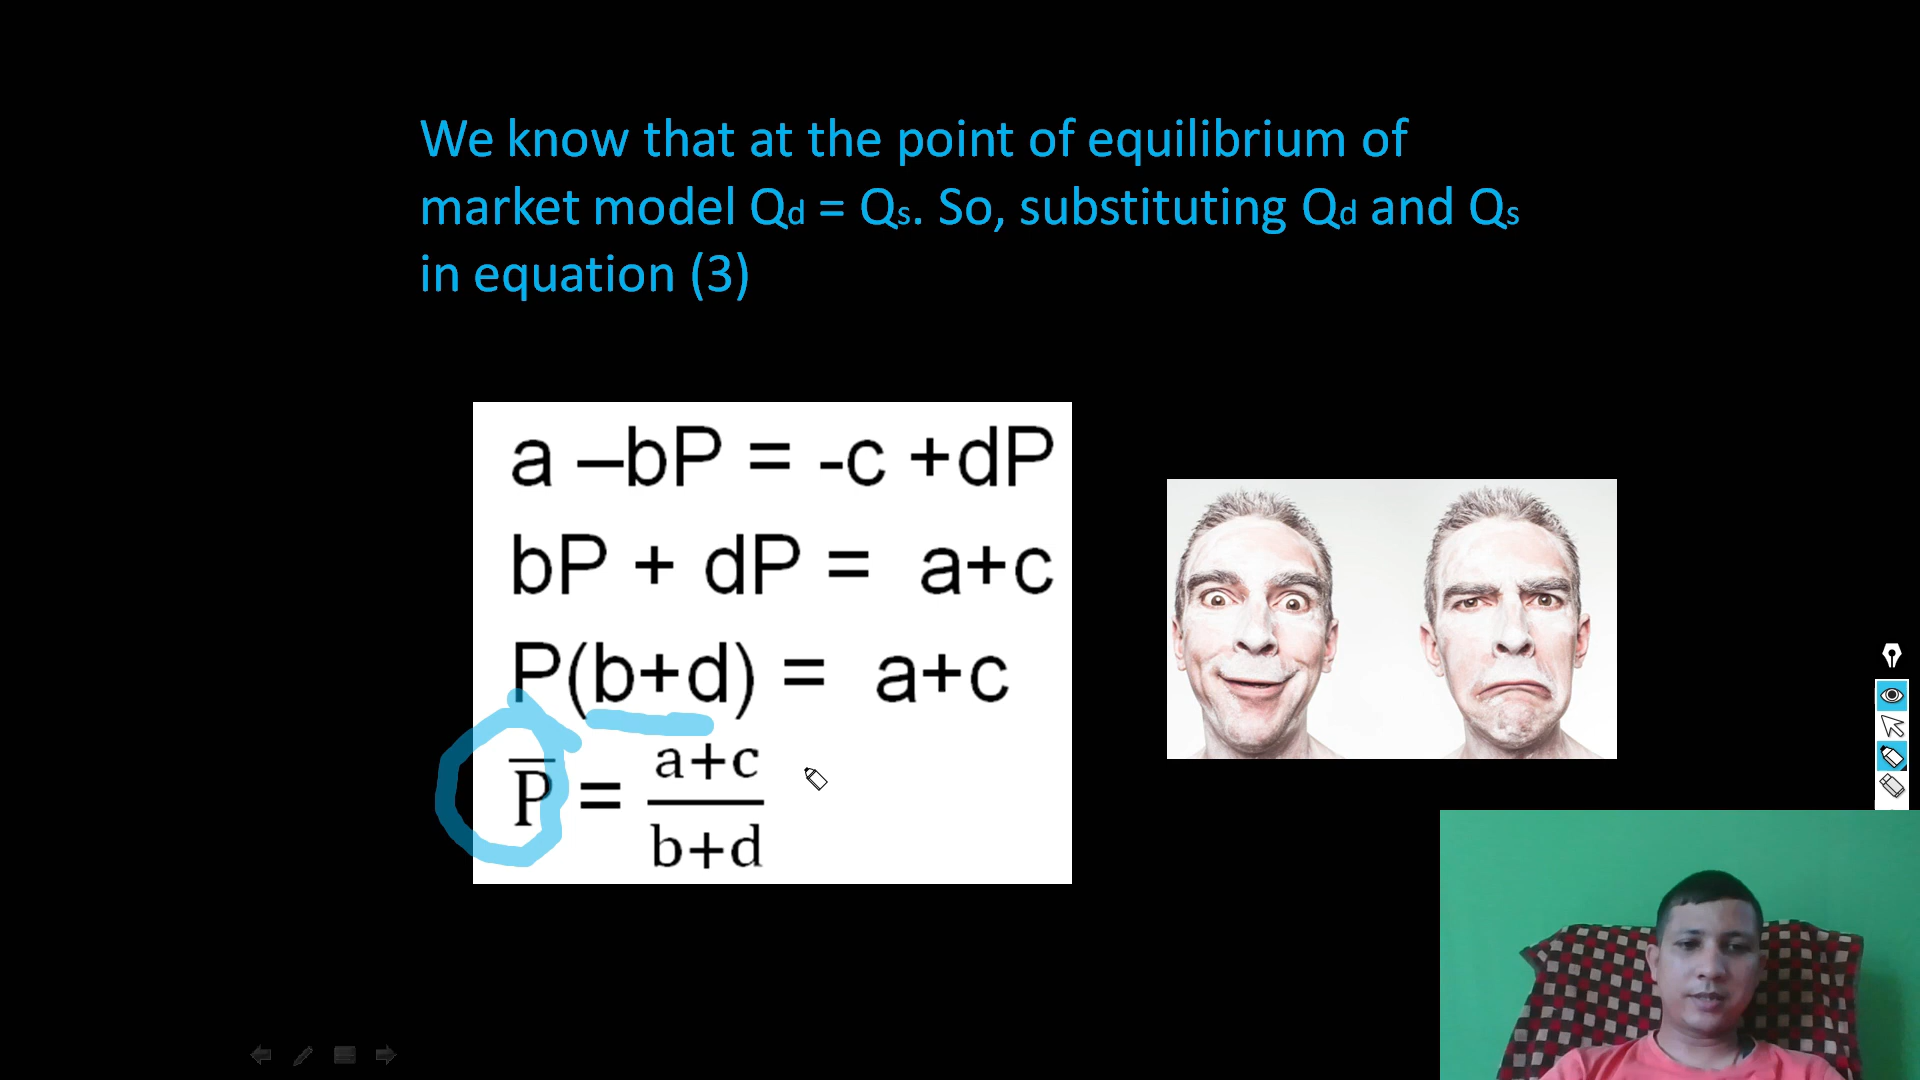 We know that at the point of equilibrium of
market model Qd = Qs. So, substituting Qd and Qs
in equation (3)
a –bP = -c +dP
bP + dP = a+c
P(b+d) = a+c
P̅ = a+c / b+d